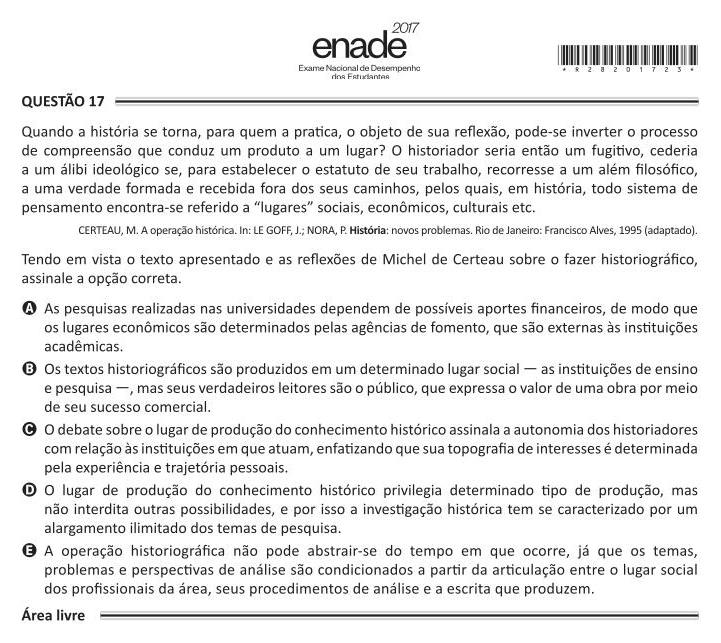 2017
enade
Exame Nacional de Desempenho
dos Estudantes
* R 2 8 2 0 1 7 2 3 *
QUESTÃO 17
Quando a história se torna, para quem a pratica, o objeto de sua reflexão, pode-se inverter o processo
de compreensão que conduz um produto a um lugar? O historiador seria então um fugitivo, cederia
a um álibi ideológico se, para estabelecer o estatuto de seu trabalho, recorresse a um além filosófico,
a uma verdade formada e recebida fora dos seus caminhos, pelos quais, em história, todo sistema de
pensamento encontra-se referido a “lugares” sociais, econômicos, culturais etc.
CERTEAU, M. A operação histórica. In: LE GOFF, J.; NORA, P. História: novos problemas. Rio de Janeiro: Francisco Alves, 1995 (adaptado).
Tendo em vista o texto apresentado e as reflexões de Michel de Certeau sobre o fazer historiográfico,
assinale a opção correta.
A As pesquisas realizadas nas universidades dependem de possíveis aportes financeiros, de modo que
os lugares econômicos são determinados pelas agências de fomento, que são externas às instituições
acadêmicas.
B Os textos historiográficos são produzidos em um determinado lugar social — as instituições de ensino
e pesquisa —, mas seus verdadeiros leitores são o público, que expressa o valor de uma obra por meio
de seu sucesso comercial.
C O debate sobre o lugar de produção do conhecimento histórico assinala a autonomia dos historiadores
com relação às instituições em que atuam, enfatizando que sua topografia de interesses é determinada
pela experiência e trajetória pessoais.
D O lugar de produção do conhecimento histórico privilegia determinado tipo de produção, mas
não interdita outras possibilidades, e por isso a investigação histórica tem se caracterizado por um
alargamento ilimitado dos temas de pesquisa.
E A operação historiográfica não pode abstrair-se do tempo em que ocorre, já que os temas,
problemas e perspectivas de análise são condicionados a partir da articulação entre o lugar social
dos profissionais da área, seus procedimentos de análise e a escrita que produzem.
Área livre